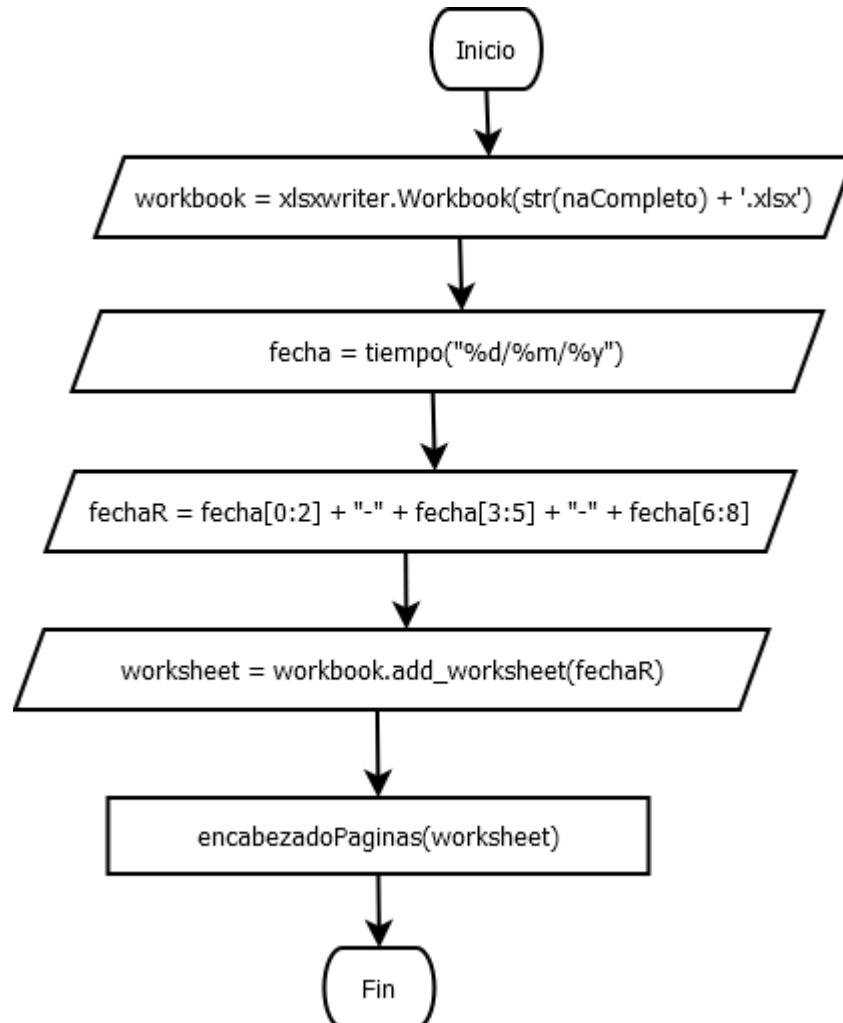 Inicio
workbook = xlsxwriter.Workbook(str(naCompleto) + '.xlsx')
fecha = tiempo("%d/%m/%y")
fechaR = fecha[0:2] + "-" + fecha[3:5] + "-" + fecha[6:8]
worksheet = workbook.add_worksheet(fechaR)
encabezadoPaginas(worksheet)
Fin